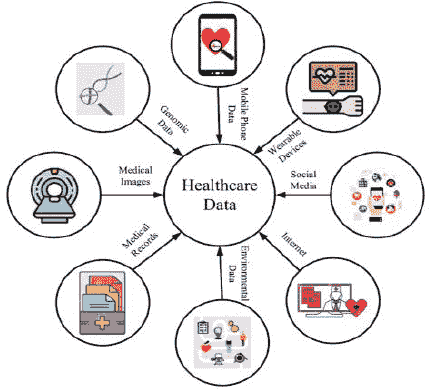 Mobile Phone
Data
Genomic
Data
Wearable
Devices
Medical
Images
Healthcare
Data
Social
Media
Medical
Records
Environmental
Data
Internet